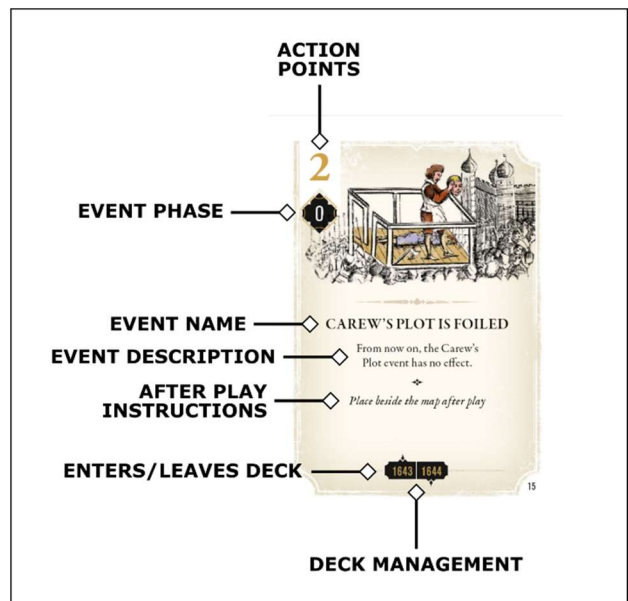 ACTION
POINTS
2
EVENT PHASE
0
EVENT NAME
CAREW'S PLOT IS FOILED
EVENT DESCRIPTION
From now on, the Carew's
Plot event has no effect.
AFTER PLAY
INSTRUCTIONS
Place beside the map after play
ENTERS/LEAVES DECK
1643 1644
15
DECK MANAGEMENT